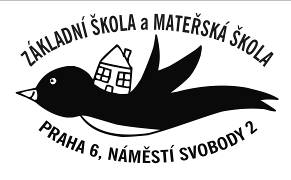 ZÁKLADNÍ ŠKOLA a MATEŘSKÁ ŠKOLA
PRAHA 6, NÁMĚSTÍ SVOBODY 2